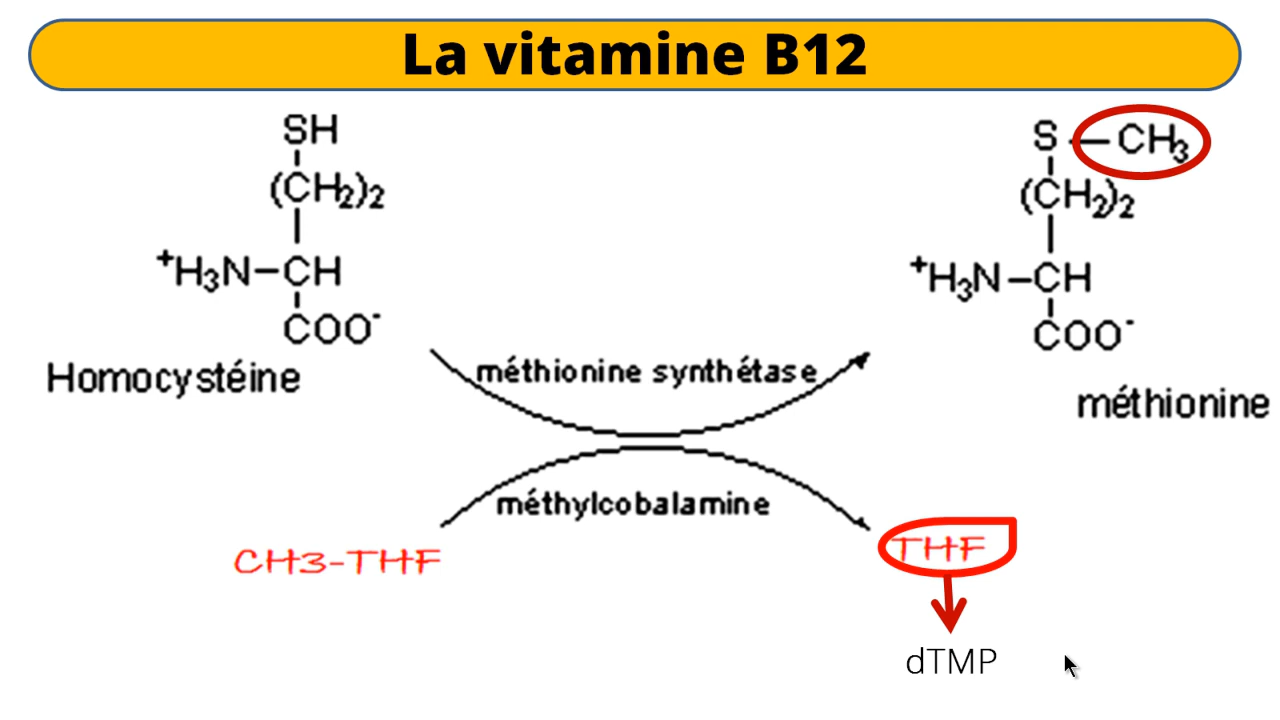 La vitamine B12
SH
(CH₂)₂
⁺H₃N–CH
COO⁻
Homocystéine
S–CH₃
(CH₂)₂
⁺H₃N–CH
COO⁻
méthionine
méthionine synthétase
méthylcobalamine
CH3-THF
THF
dTMP